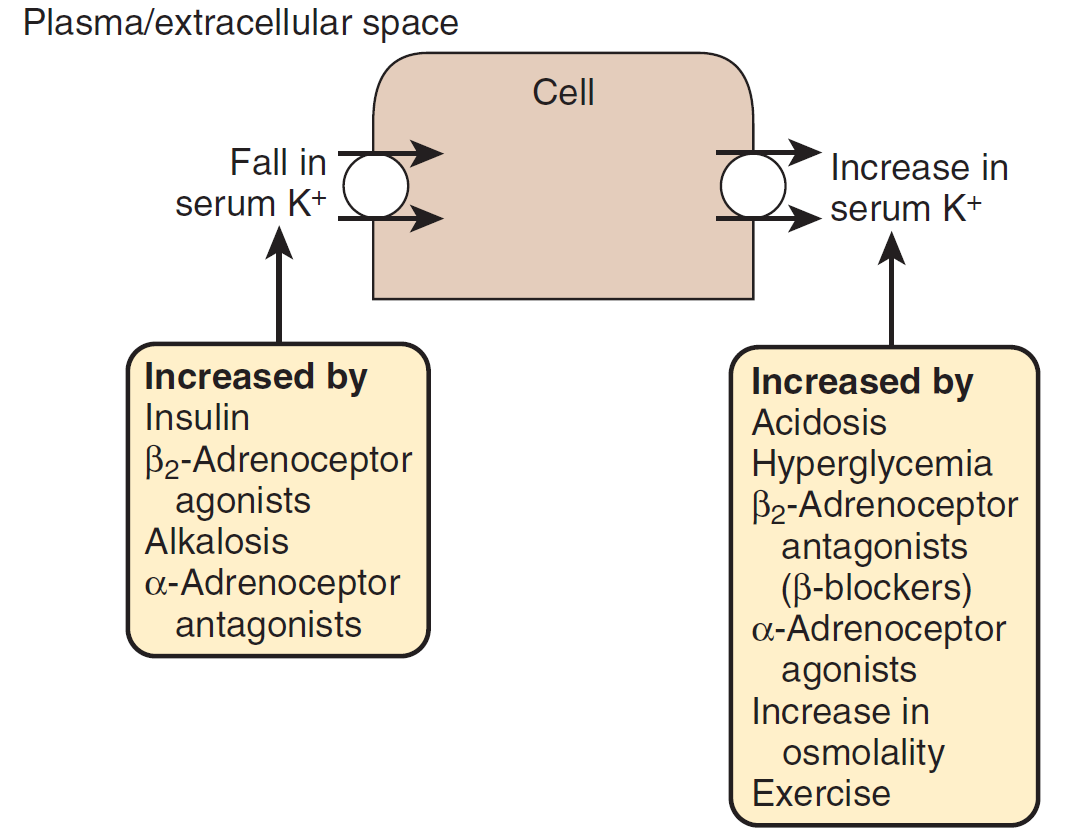 Plasma/extracellular space
Cell
Fall in
serum K⁺
Increase in
serum K⁺
Increased by
Insulin
β₂-Adrenoceptor
agonists
Alkalosis
α-Adrenoceptor
antagonists
Increased by
Acidosis
Hyperglycemia
β₂-Adrenoceptor
antagonists
(β-blockers)
α-Adrenoceptor
agonists
Increase in
osmolality
Exercise